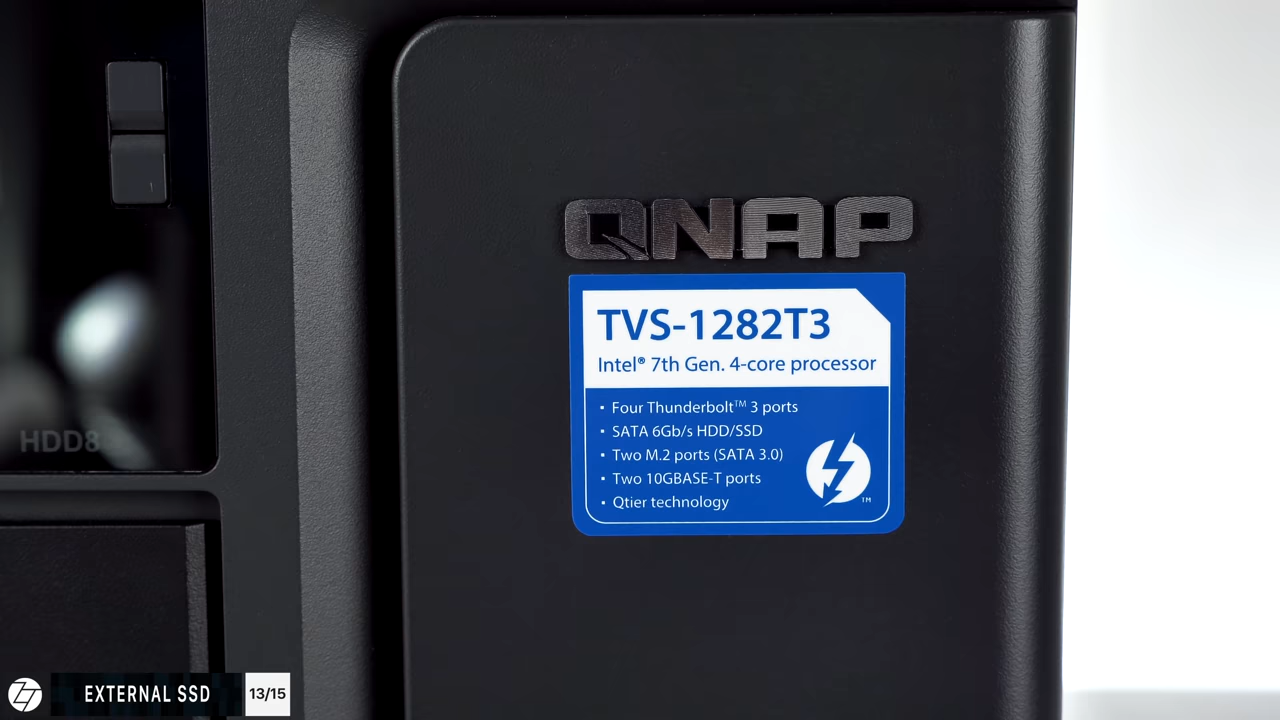 QNAP
TVS-1282T3
Intel® 7th Gen. 4-core processor
▪ Four Thunderbolt™ 3 ports
▪ SATA 6Gb/s HDD/SSD
▪ Two M.2 ports (SATA 3.0)
▪ Two 10GBASE-T ports
▪ Qtier technology
TM
HDD8
EXTERNAL SSD 13/15